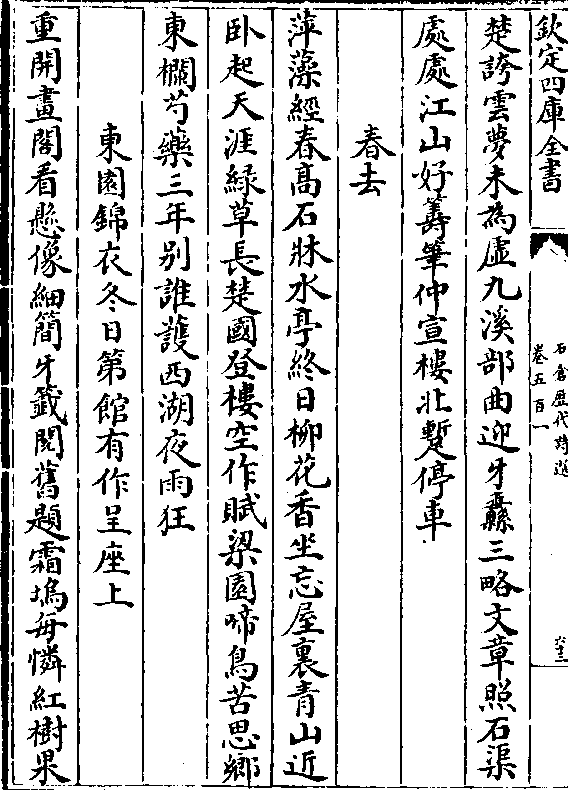 欽定四庫全書
石倉歷代詩選
卷五百一
六十三
楚誇雲夢未為虛九溪部曲迎牙纛三略文章照石渠
處處江山好籌筆仲宣樓北暫停車
春去
萍藻經春高石牀水亭終日柳花香坐忘屋裏青山近
卧起天涯緑草長楚國登樓空作賦梁園啼鳥苦思鄉
東欄芍藥三年别誰護西湖夜雨狂
東園錦衣冬日第館有作呈座上
重開畫閣看懸像細簡牙籤閱舊題霜塢每憐紅樹果